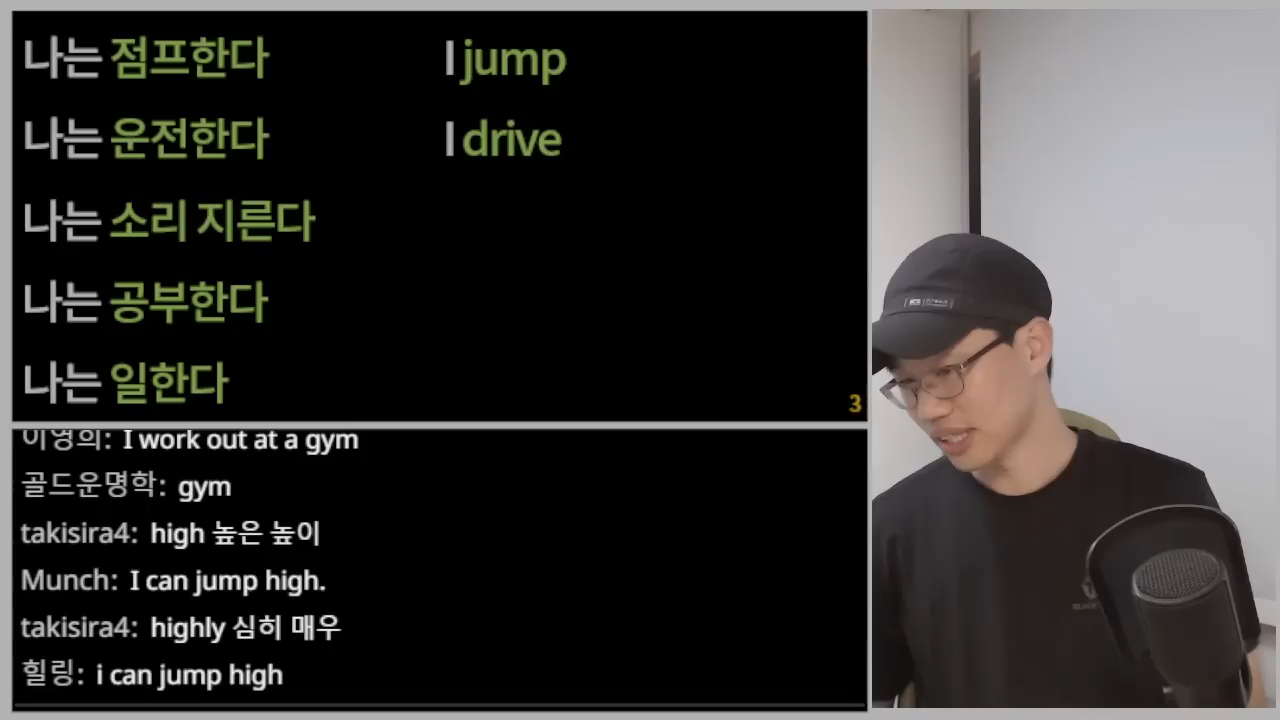 나는 점프한다 I jump
나는 운전한다 I drive
나는 소리 지른다
나는 공부한다
나는 일한다
3
이영희: I work out at a gym
골드운명학: gym
takisira4: high 높은 높이
Munch: I can jump high.
takisira4: highly 심히 매우
힐링: i can jump high